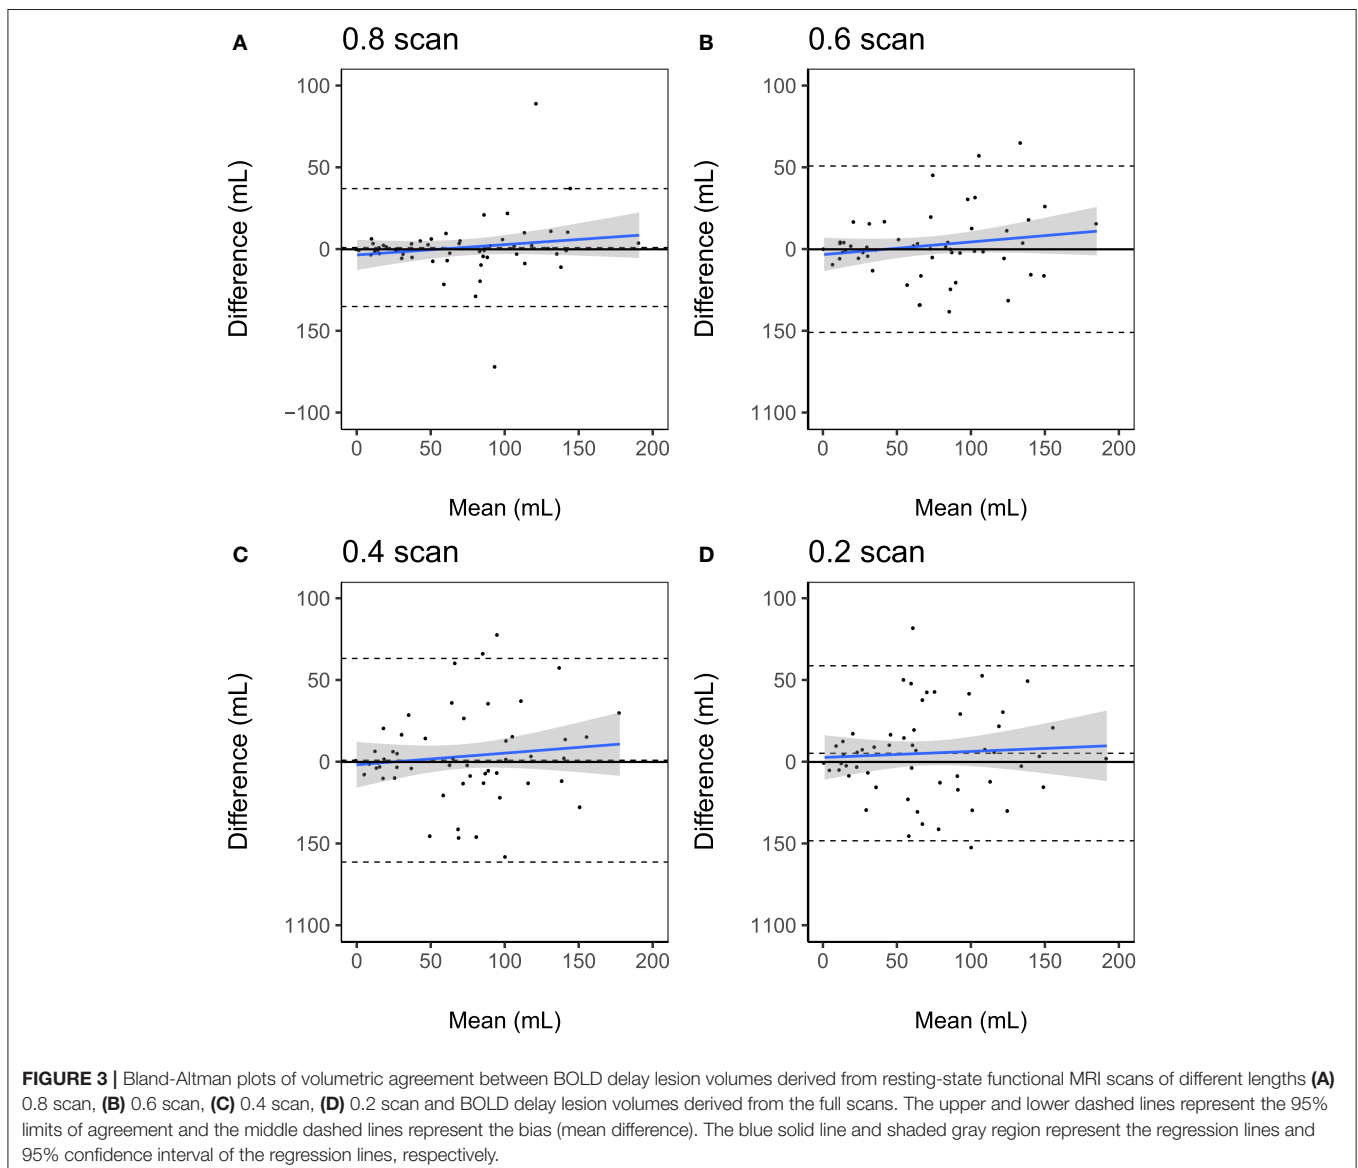 A 0.8 scan
100
50
0
150
−100
Difference (mL)
0 50 100 150 200
Mean (mL)
B 0.6 scan
100
50
0
150
1100
Difference (mL)
0 50 100 150 200
Mean (mL)
C 0.4 scan
100
50
0
150
1100
Difference (mL)
0 50 100 150 200
Mean (mL)
D 0.2 scan
100
50
0
150
1100
Difference (mL)
0 50 100 150 200
Mean (mL)
FIGURE 3 | Bland-Altman plots of volumetric agreement between BOLD delay lesion volumes derived from resting-state functional MRI scans of different lengths (A)
0.8 scan, (B) 0.6 scan, (C) 0.4 scan, (D) 0.2 scan and BOLD delay lesion volumes derived from the full scans. The upper and lower dashed lines represent the 95%
limits of agreement and the middle dashed lines represent the bias (mean difference). The blue solid line and shaded gray region represent the regression lines and
95% confidence interval of the regression lines, respectively.